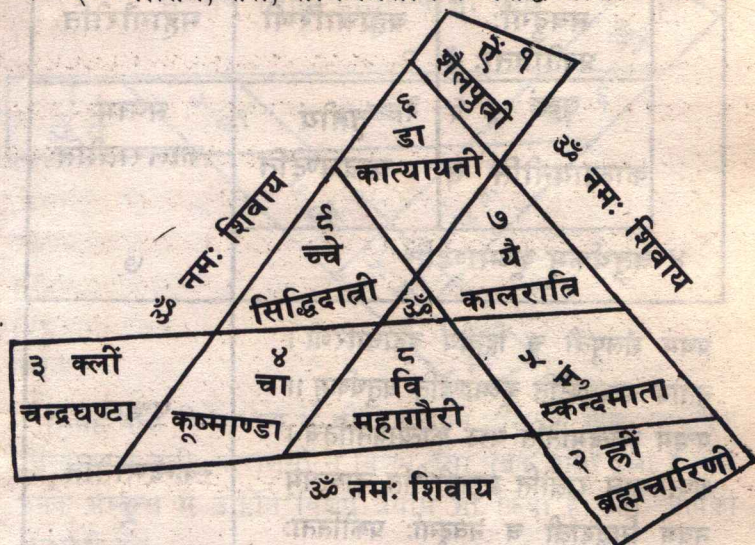 ऐं १
शैलपुत्री
६
डा
कात्यायनी
ॐ नमः शिवाय
ॐ नमः शिवाय
९
च्चे
सिद्धिदात्री
७
यै
कालरात्रि
ॐ
३ क्लीं
चन्द्रघण्टा
४
चा
कूष्माण्डा
८
वि
महागौरी
५ मुं
स्कन्दमाता
२ ह्रीं
ब्रह्मचारिणी
ॐ नमः शिवाय